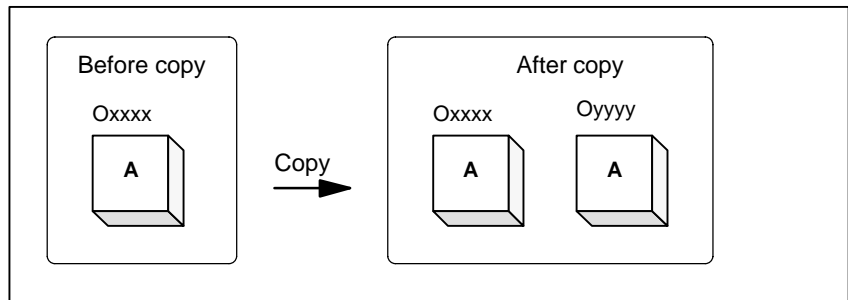 Before copy
Oxxxx
A
Copy
After copy
Oxxxx
Oyyyy
A
A